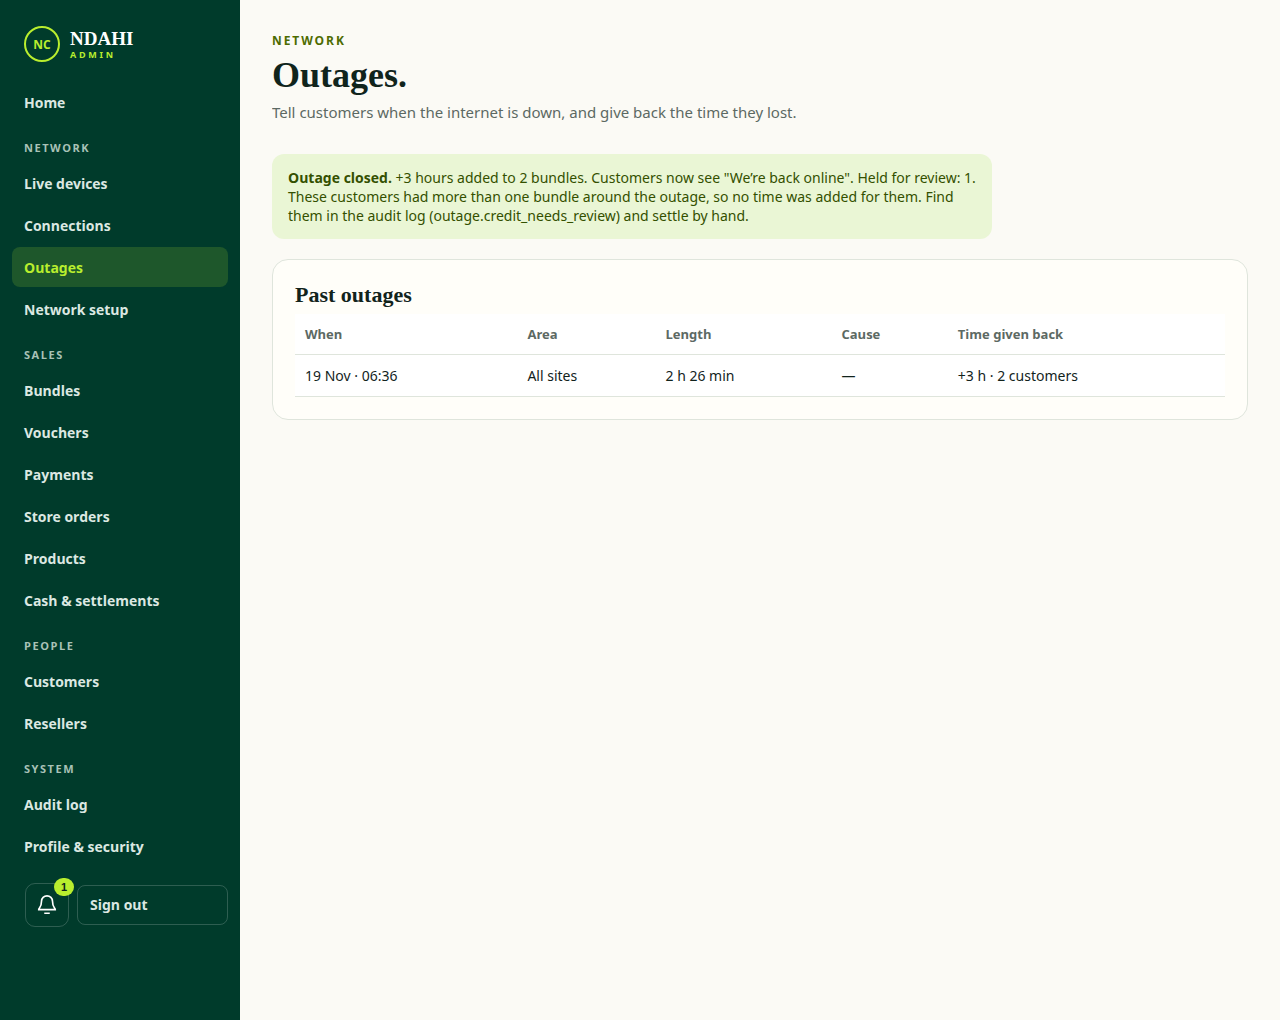 NC
NDAHI
ADMIN
Home
NETWORK
Live devices
Connections
Outages
Network setup
SALES
Bundles
Vouchers
Payments
Store orders
Products
Cash & settlements
PEOPLE
Customers
Resellers
SYSTEM
Audit log
Profile & security
1
Sign out
NETWORK
Outages.
Tell customers when the internet is down, and give back the time they lost.
Outage closed. +3 hours added to 2 bundles. Customers now see "We're back online". Held for review: 1.
These customers had more than one bundle around the outage, so no time was added for them. Find
them in the audit log (outage.credit_needs_review) and settle by hand.
Past outages
When Area Length Cause Time given back
19 Nov · 06:36 All sites 2 h 26 min — +3 h · 2 customers